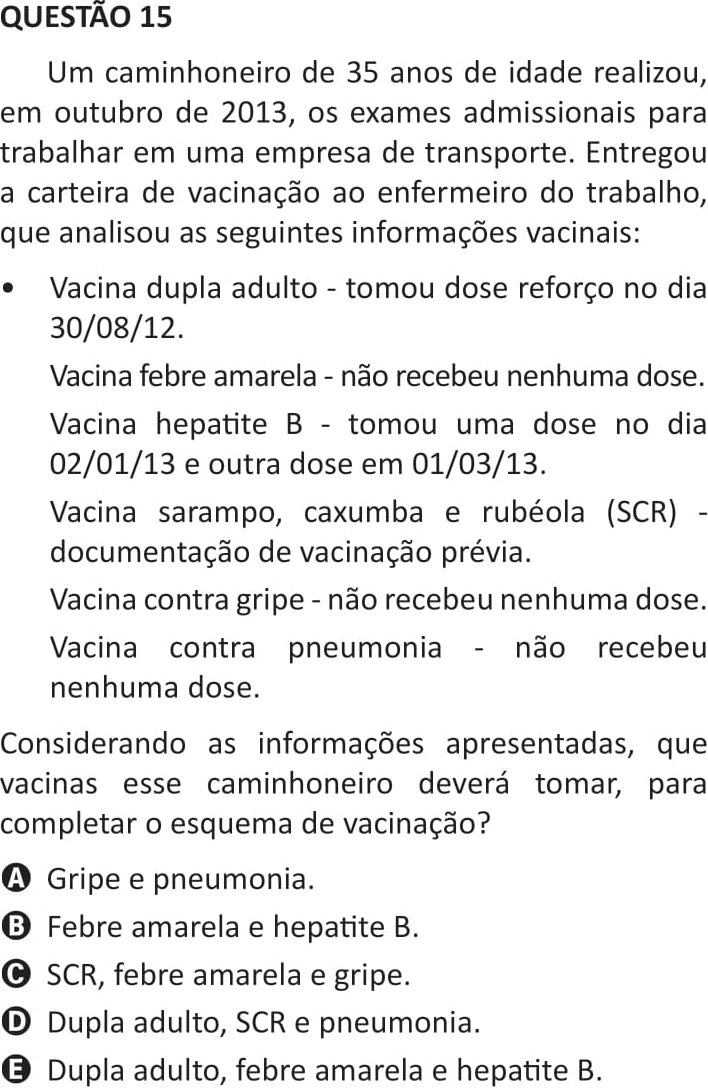 QUESTÃO 15
Um caminhoneiro de 35 anos de idade realizou,
em outubro de 2013, os exames admissionais para
trabalhar em uma empresa de transporte. Entregou
a carteira de vacinação ao enfermeiro do trabalho,
que analisou as seguintes informações vacinais:
• Vacina dupla adulto - tomou dose reforço no dia
30/08/12.
Vacina febre amarela - não recebeu nenhuma dose.
Vacina hepatite B - tomou uma dose no dia
02/01/13 e outra dose em 01/03/13.
Vacina sarampo, caxumba e rubéola (SCR) -
documentação de vacinação prévia.
Vacina contra gripe - não recebeu nenhuma dose.
Vacina contra pneumonia - não recebeu
nenhuma dose.
Considerando as informações apresentadas, que
vacinas esse caminhoneiro deverá tomar, para
completar o esquema de vacinação?
A Gripe e pneumonia.
B Febre amarela e hepatite B.
C SCR, febre amarela e gripe.
D Dupla adulto, SCR e pneumonia.
E Dupla adulto, febre amarela e hepatite B.